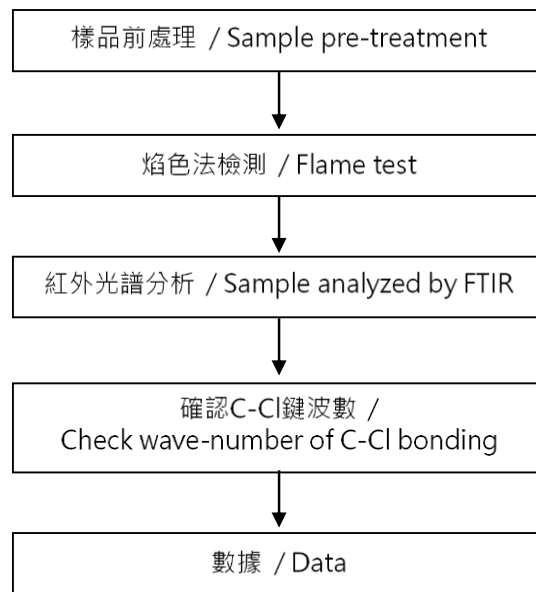 樣品前處理 / Sample pre-treatment
焰色法檢測 / Flame test
紅外光譜分析 / Sample analyzed by FTIR
確認C-Cl鍵波數 /
Check wave-number of C-Cl bonding
數據 / Data